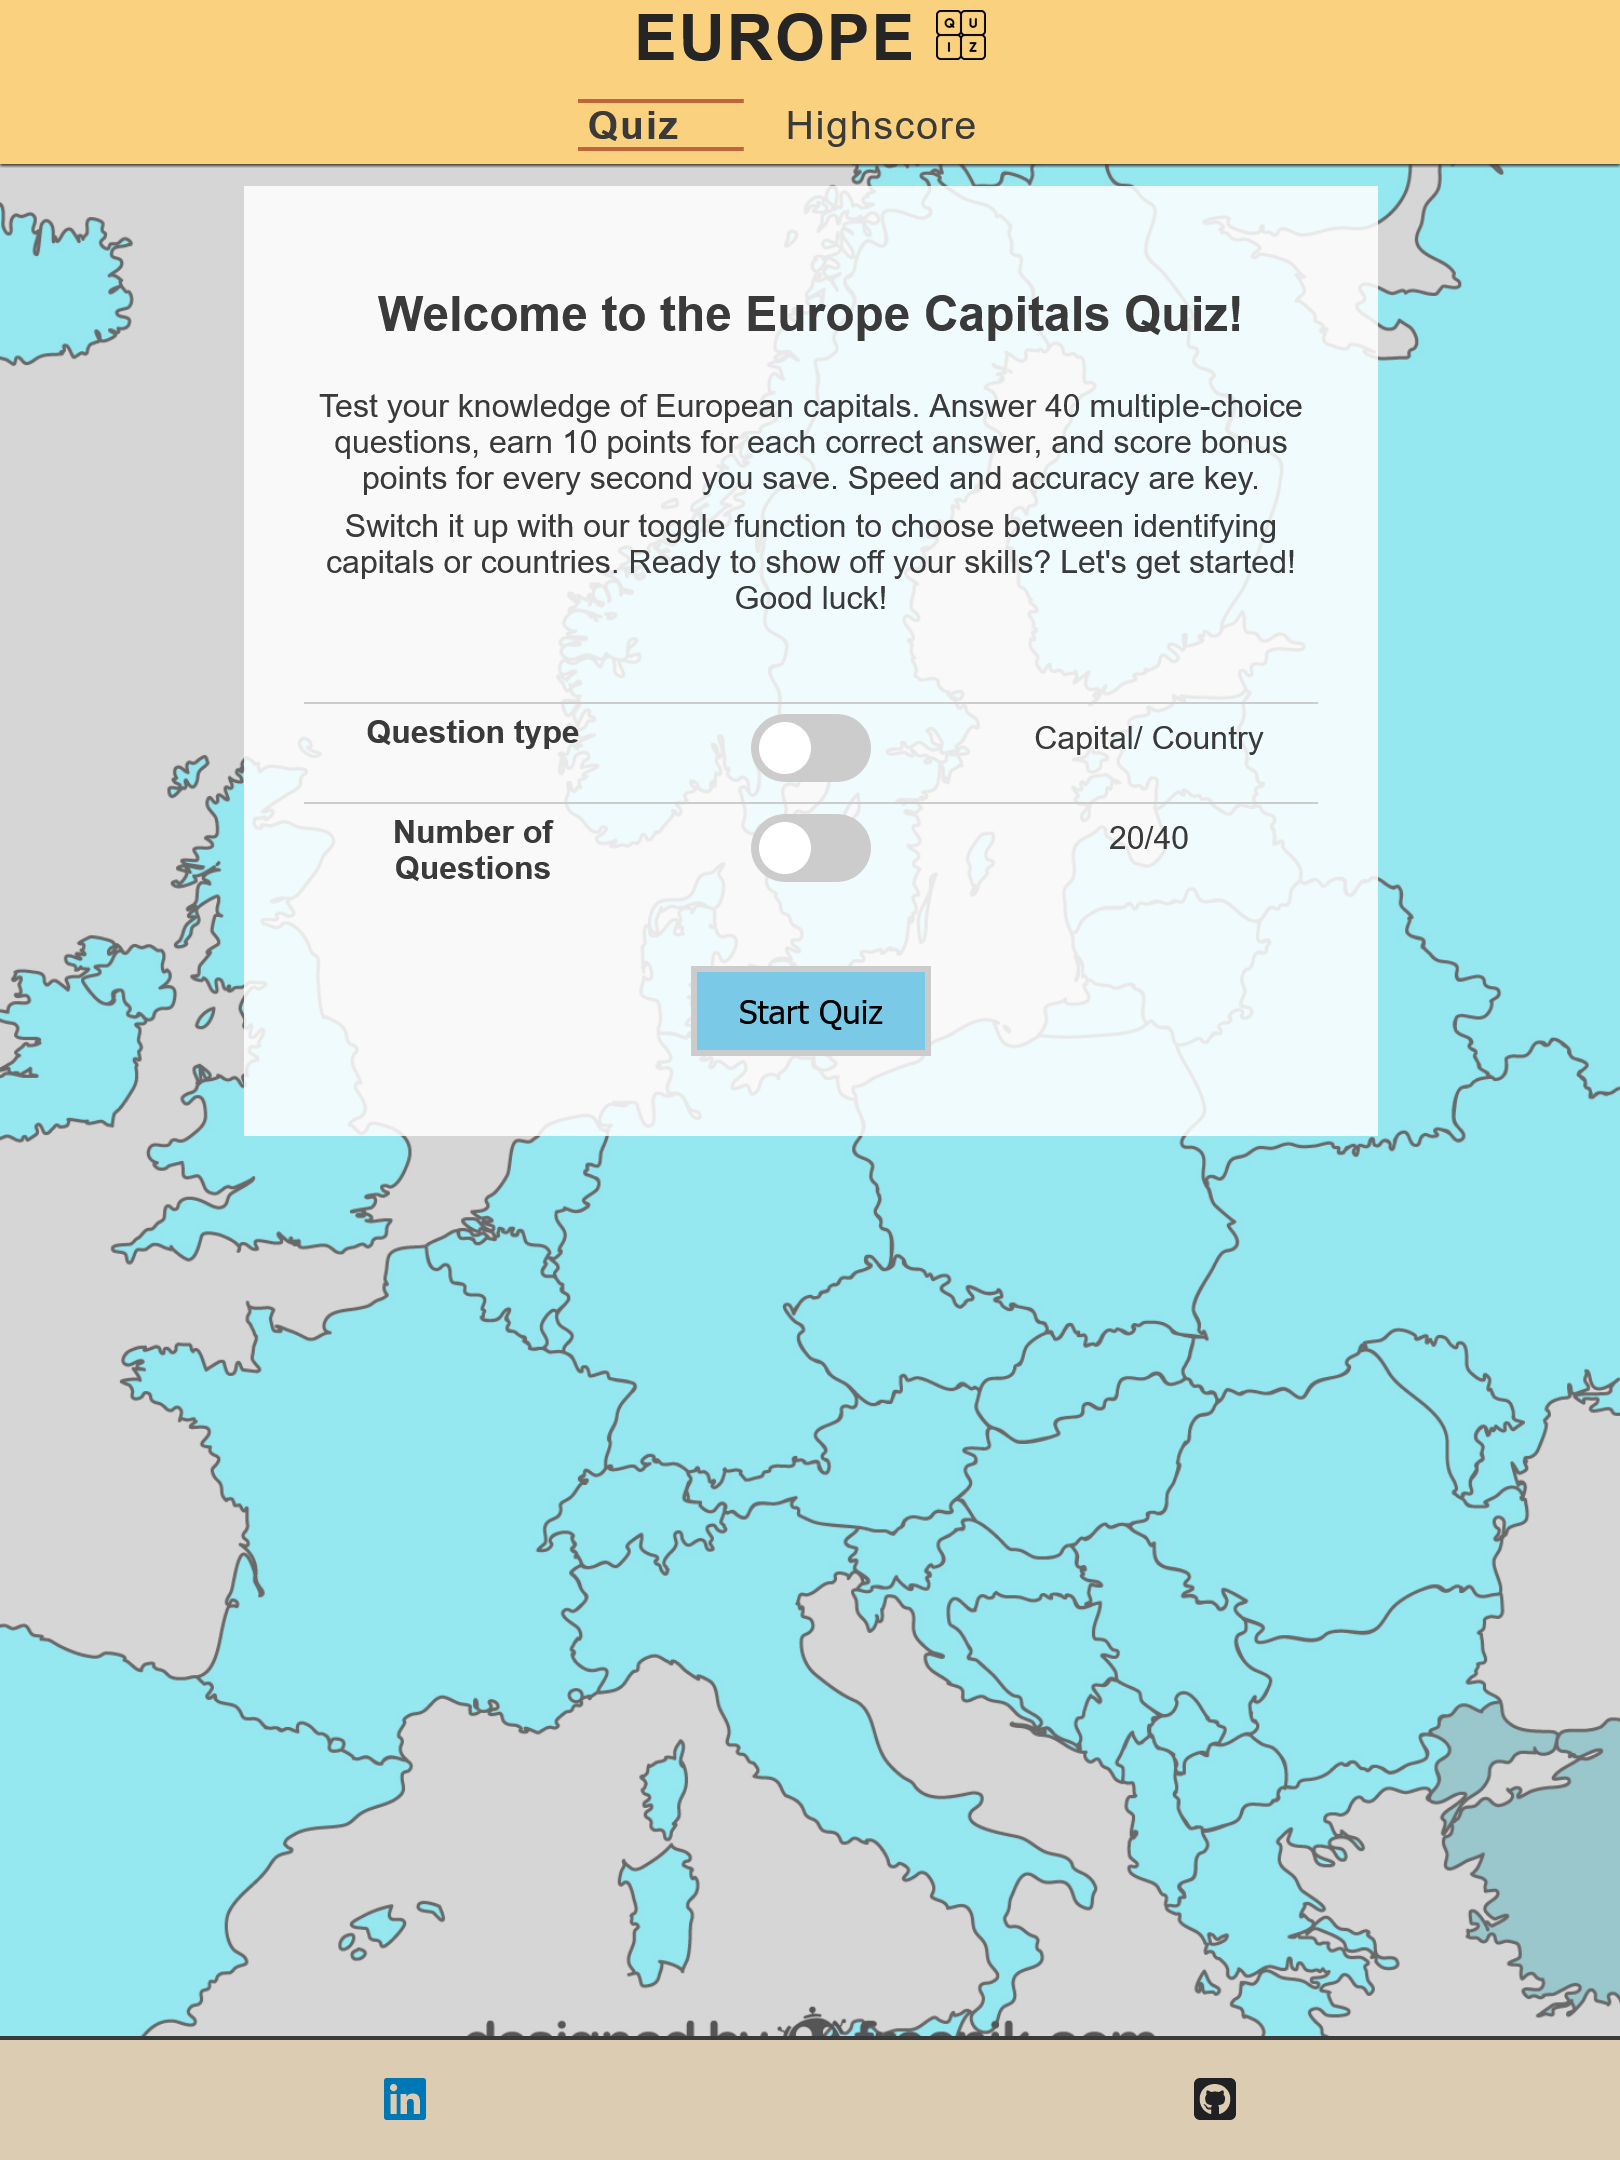 EUROPE QUIZ
Quiz Highscore
Welcome to the Europe Capitals Quiz!
Test your knowledge of European capitals. Answer 40 multiple-choice
questions, earn 10 points for each correct answer, and score bonus
points for every second you save. Speed and accuracy are key.
Switch it up with our toggle function to choose between identifying
capitals or countries. Ready to show off your skills? Let's get started!
Good luck!
Question type Capital/ Country
Number of 20/40
Questions
Start Quiz
designed by freepik.com
in